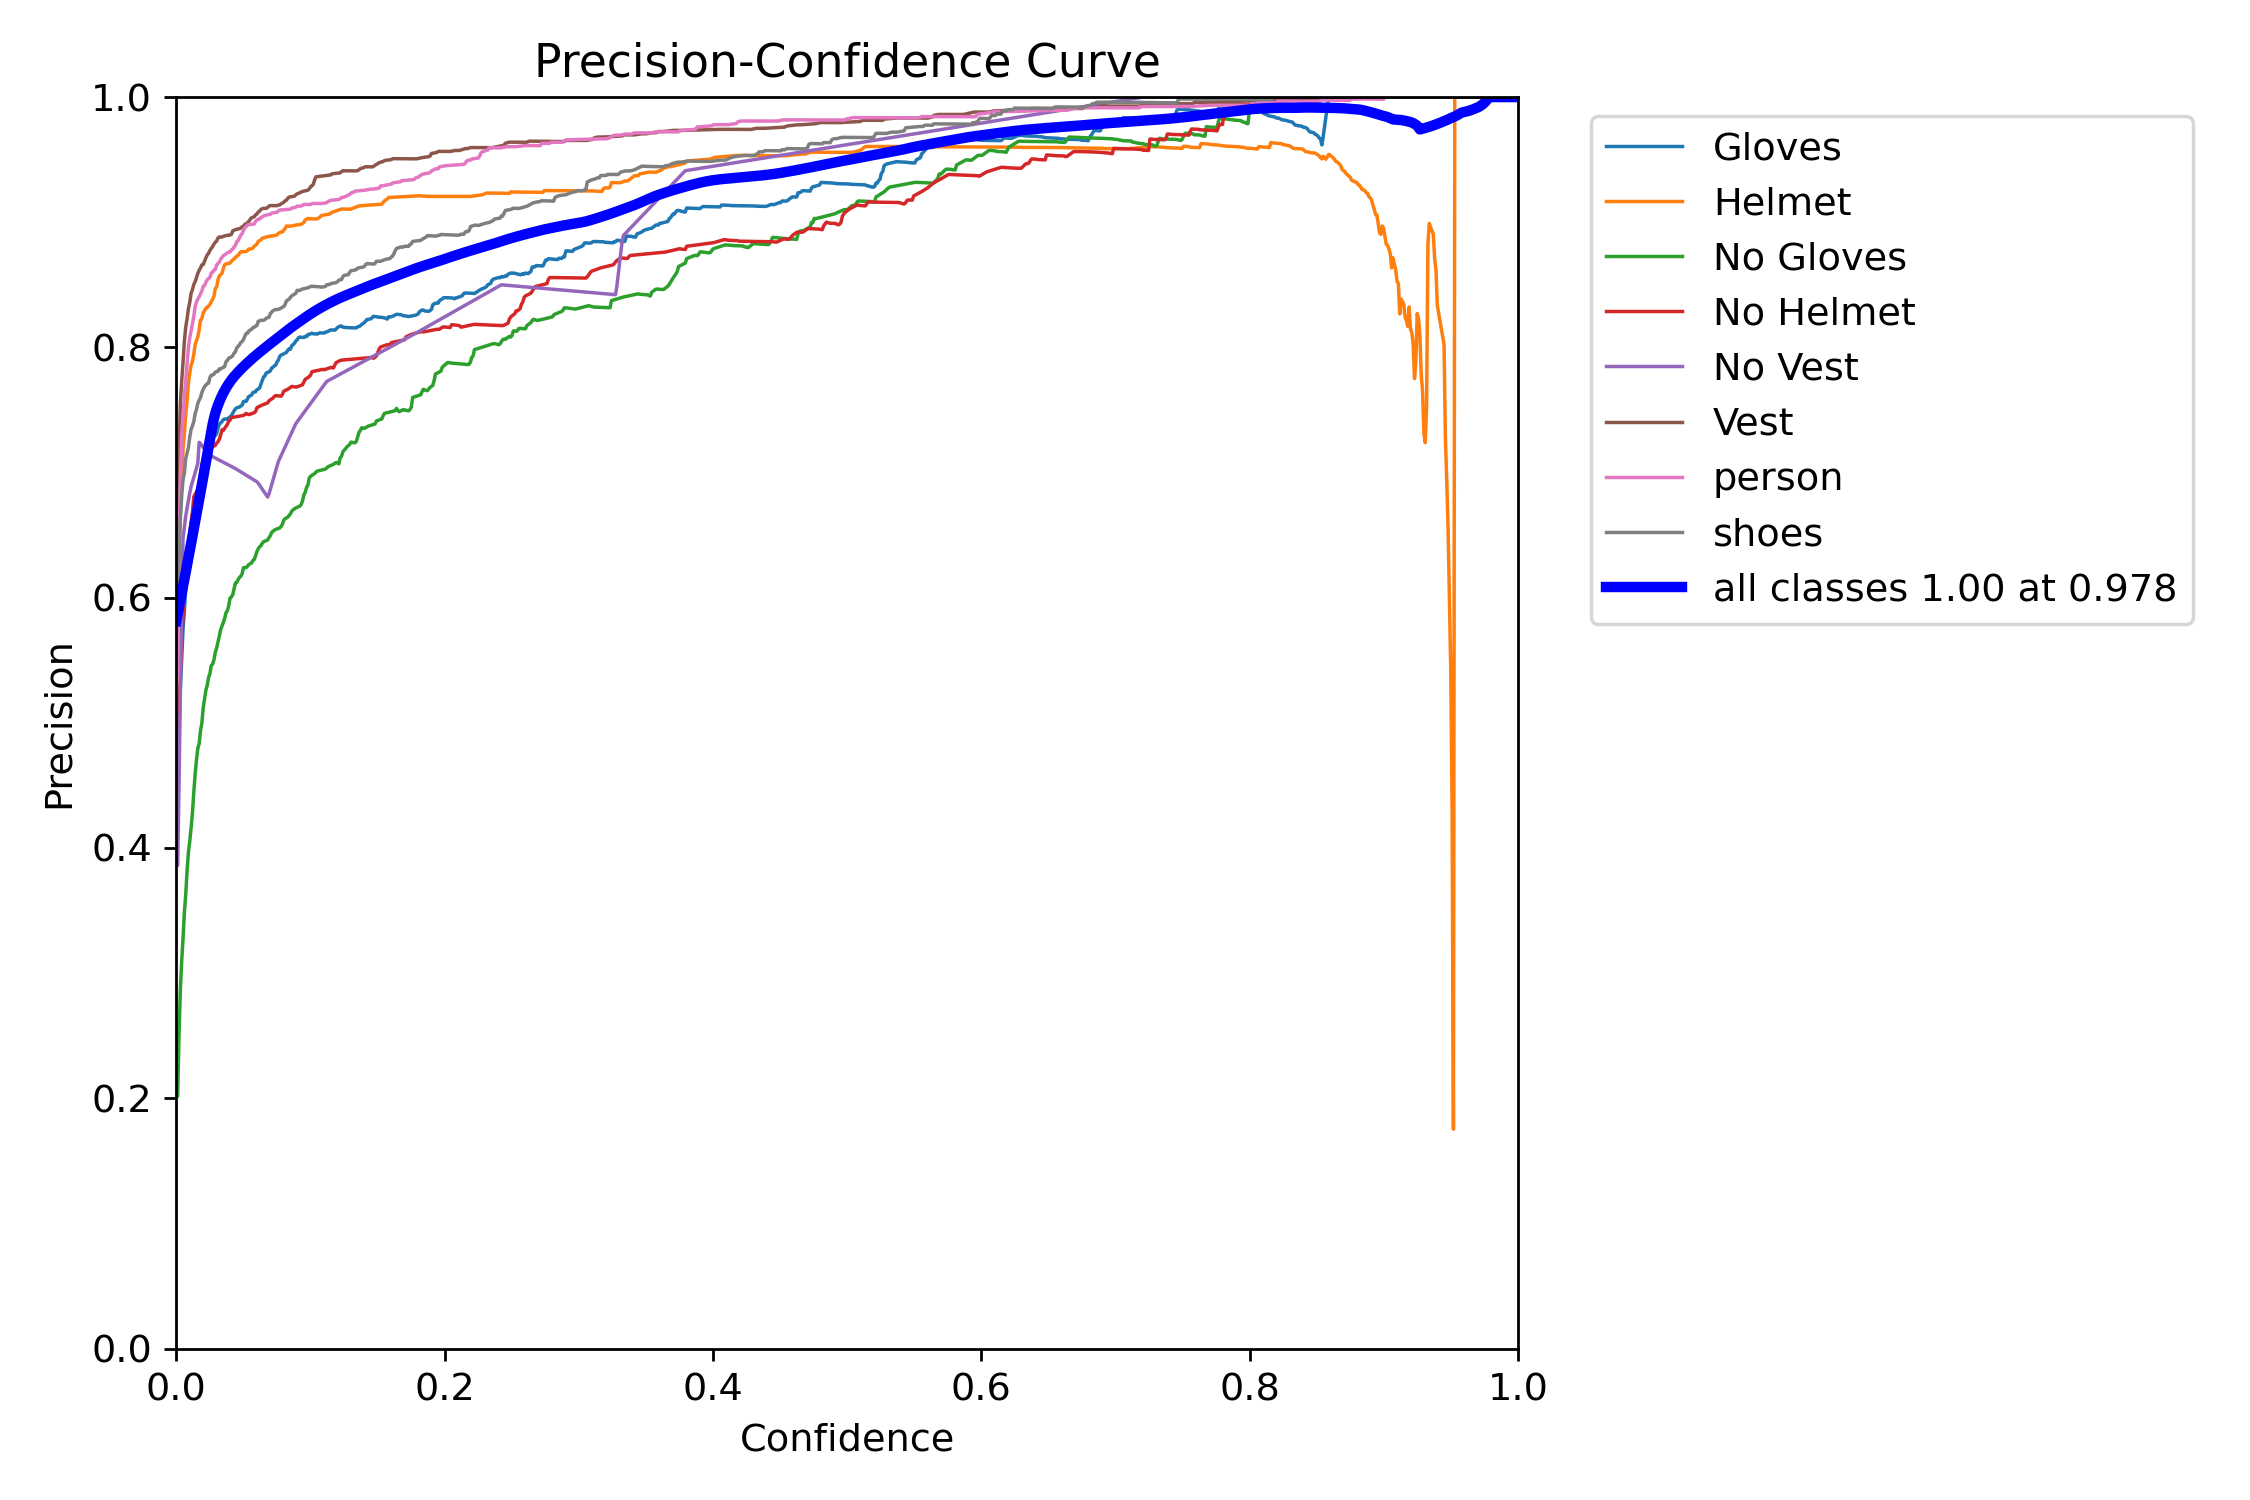 Precision-Confidence Curve
1.0
0.8
0.6
0.4
0.2
0.0
Precision
0.0 0.2 0.4 0.6 0.8 1.0
Confidence
Gloves
Helmet
No Gloves
No Helmet
No Vest
Vest
person
shoes
all classes 1.00 at 0.978